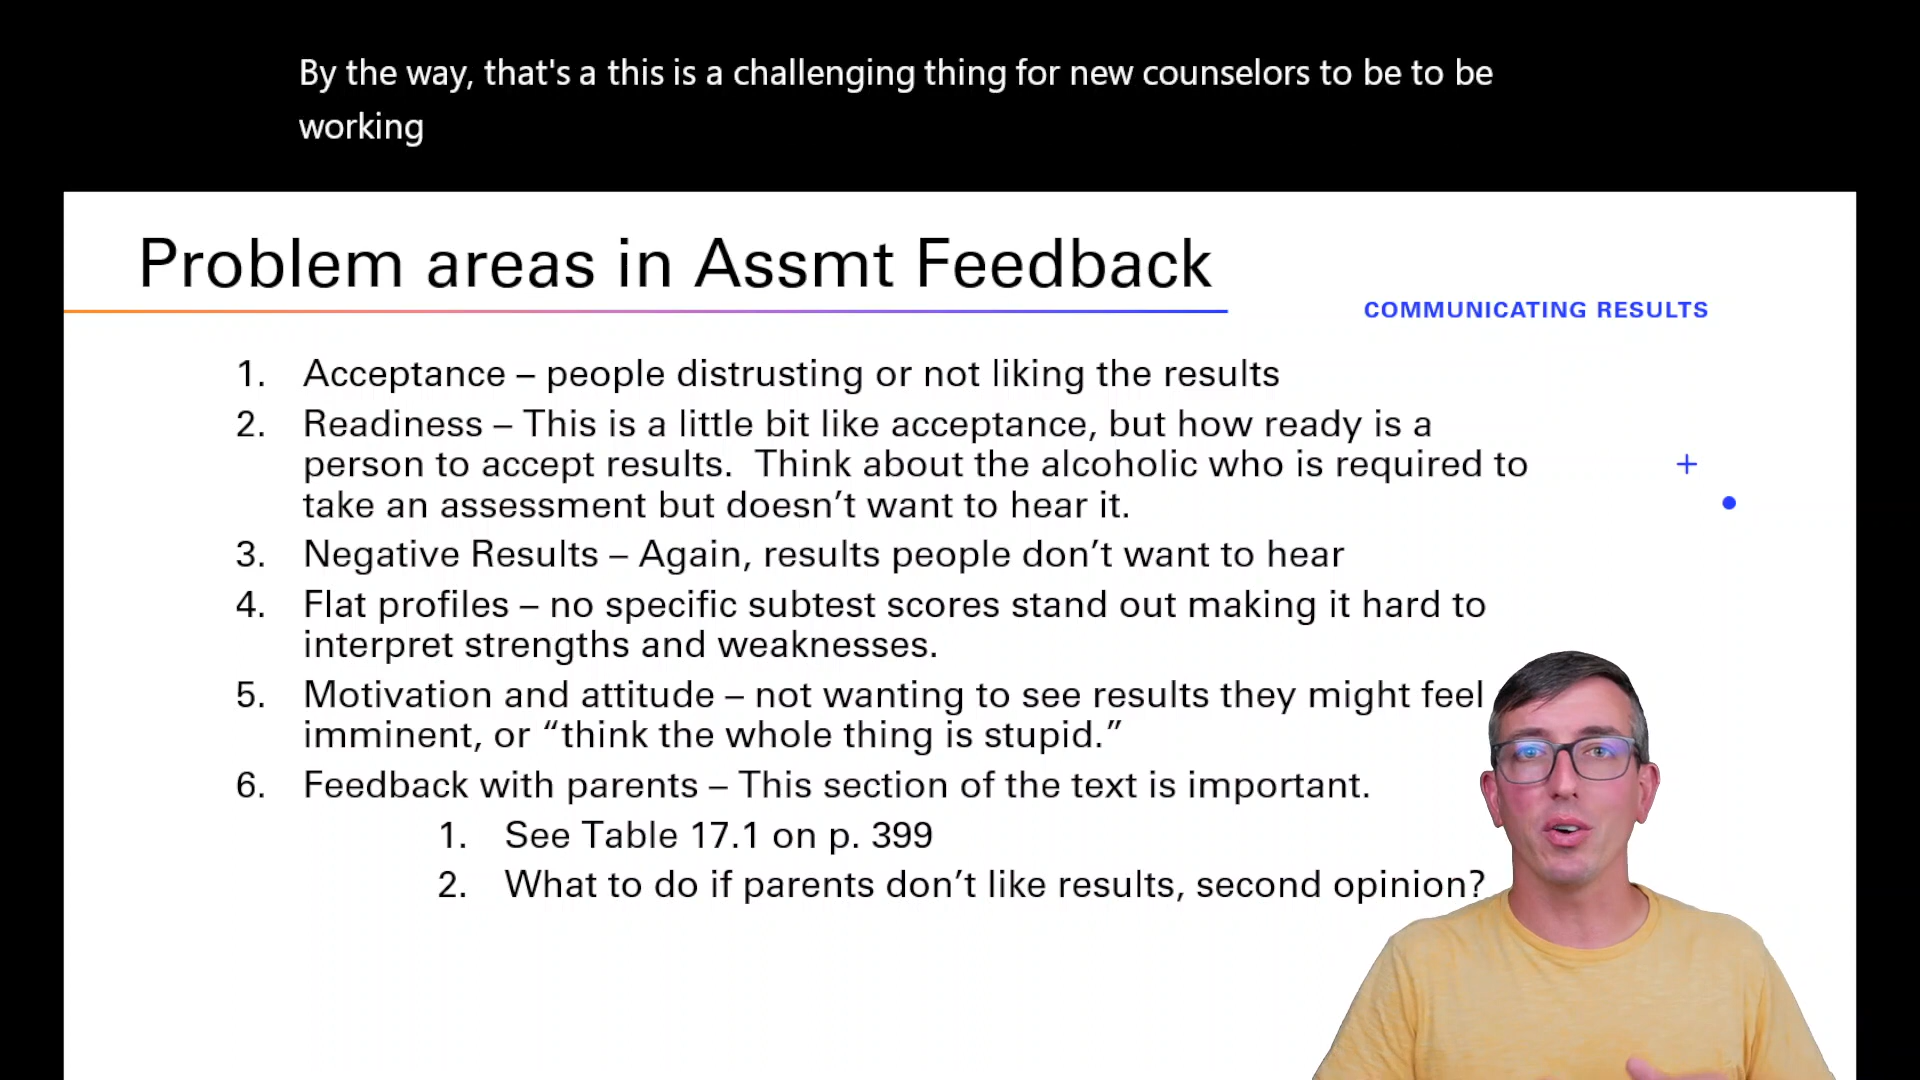 By the way, that's a this is a challenging thing for new counselors to be to be
working
Problem areas in Assmt Feedback
COMMUNICATING RESULTS
1. Acceptance – people distrusting or not liking the results
2. Readiness – This is a little bit like acceptance, but how ready is a
person to accept results.  Think about the alcoholic who is required to
take an assessment but doesn’t want to hear it.
3. Negative Results – Again, results people don’t want to hear
4. Flat profiles – no specific subtest scores stand out making it hard to
interpret strengths and weaknesses.
5. Motivation and attitude – not wanting to see results they might feel
imminent, or “think the whole thing is stupid.”
6. Feedback with parents – This section of the text is important.
1. See Table 17.1 on p. 399
2. What to do if parents don’t like results, second opinion?